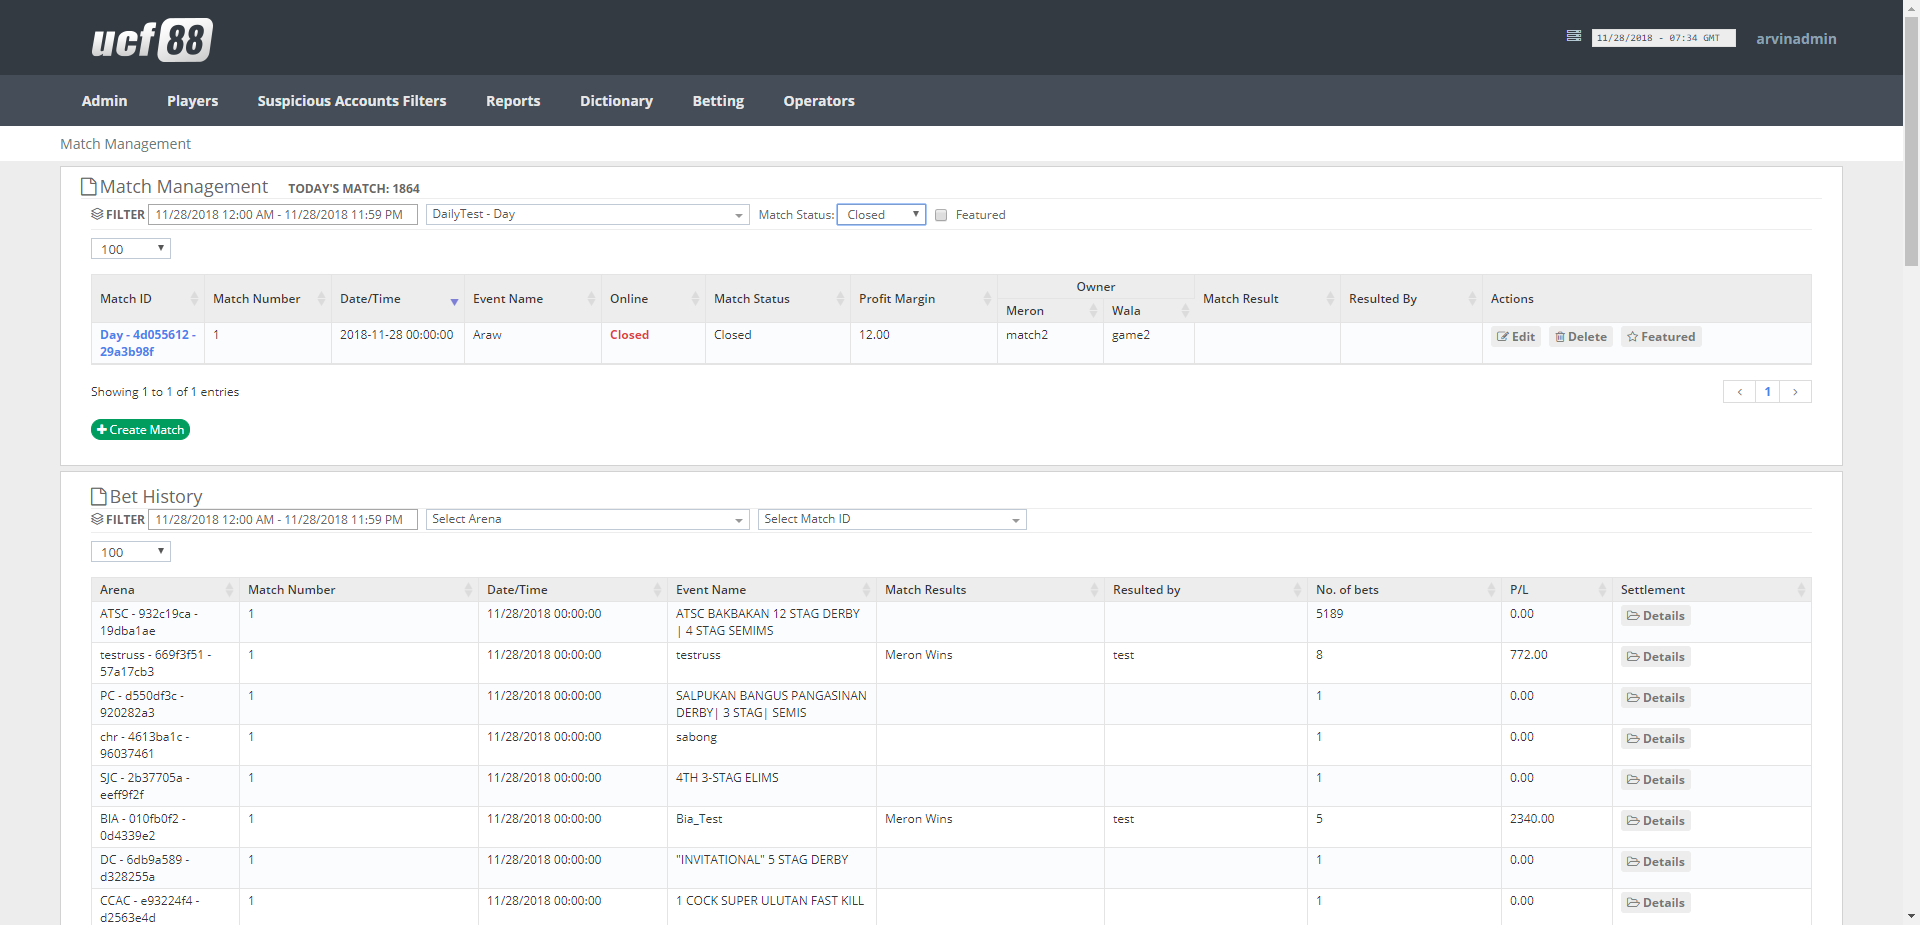 ucf 88
11/28/2018 - 07:34 GMT
arvinadmin
Admin Players Suspicious Accounts Filters Reports Dictionary Betting Operators
Match Management
Match Management TODAY'S MATCH: 1864
FILTER 11/28/2018 12:00 AM - 11/28/2018 11:59 PM DailyTest - Day Match Status: Closed Featured
100
Owner
Match ID Match Number Date/Time Event Name Online Match Status Profit Margin Match Result Resulted By Actions
Meron Wala
Day - 4d055612 - 1 2018-11-28 00:00:00 Araw Closed Closed 12.00 match2 game2 Edit Delete Featured
29a3b98f
Showing 1 to 1 of 1 entries ‹ 1 ›
Create Match
Bet History
FILTER 11/28/2018 12:00 AM - 11/28/2018 11:59 PM Select Arena Select Match ID
100
Arena Match Number Date/Time Event Name Match Results Resulted by No. of bets P/L Settlement
ATSC - 932c19ca - 1 11/28/2018 00:00:00 ATSC BAKBAKAN 12 STAG DERBY 5189 0.00 Details
19dba1ae | 4 STAG SEMIMS
testruss - 669f3f51 - 1 11/28/2018 00:00:00 testruss Meron Wins test 8 772.00 Details
57a17cb3
PC - d550df3c - 1 11/28/2018 00:00:00 SALPUKAN BANGUS PANGASINAN 1 0.00 Details
920282a3 DERBY| 3 STAG| SEMIS
chr - 4613ba1c - 1 11/28/2018 00:00:00 sabong 1 0.00 Details
96037461
SJC - 2b37705a - 1 11/28/2018 00:00:00 4TH 3-STAG ELIMS 1 0.00 Details
eeff9f2f
BIA - 010fb0f2 - 1 11/28/2018 00:00:00 Bia_Test Meron Wins test 5 2340.00 Details
0d4339e2
DC - 6db9a589 - 1 11/28/2018 00:00:00 "INVITATIONAL" 5 STAG DERBY 1 0.00 Details
d328255a
CCAC - e93224f4 - 1 11/28/2018 00:00:00 1 COCK SUPER ULUTAN FAST KILL 1 0.00 Details
d2563e4d